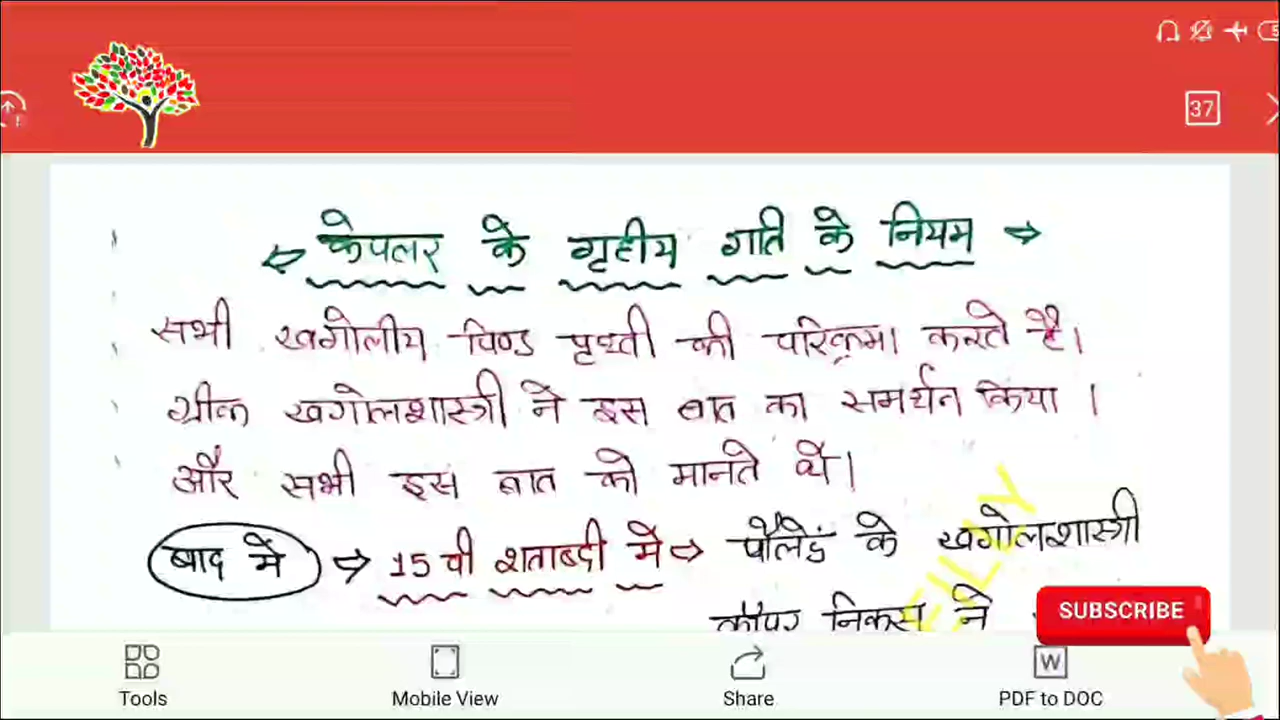 37
केपलर के गृहीय गति के नियम
सभी खगोलीय पिण्ड पृथ्वी की परिक्रमा करते है।
ग्रीक खगोलशास्त्री ने इस बात का समर्थन किया।
और सभी इस बात को मानते थे।
बाद में ⇒ 15 वी शताब्दी में ⇒ पौलेंड के खगोलशास्त्री
कौपर निकस ने
SUBSCRIBE
Tools Mobile View Share PDF to DOC